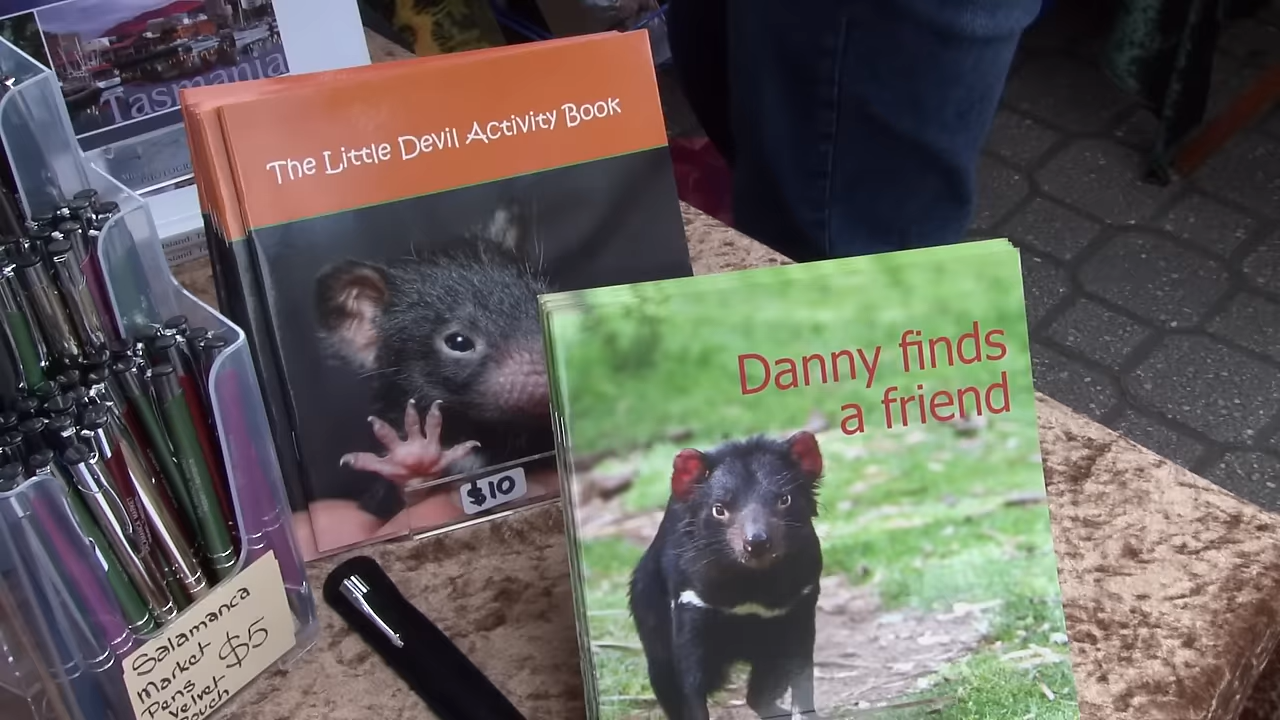 Tasmania
The Little Devil Activity Book
$10
Danny finds
a friend
Salamanca
market $5
Pens
velvet
pouch